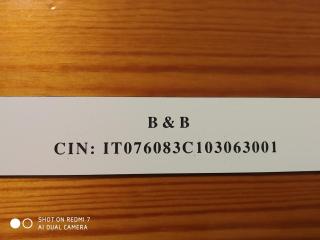 B & B
CIN: IT076083C103063001
SHOT ON REDMI 7
AI DUAL CAMERA